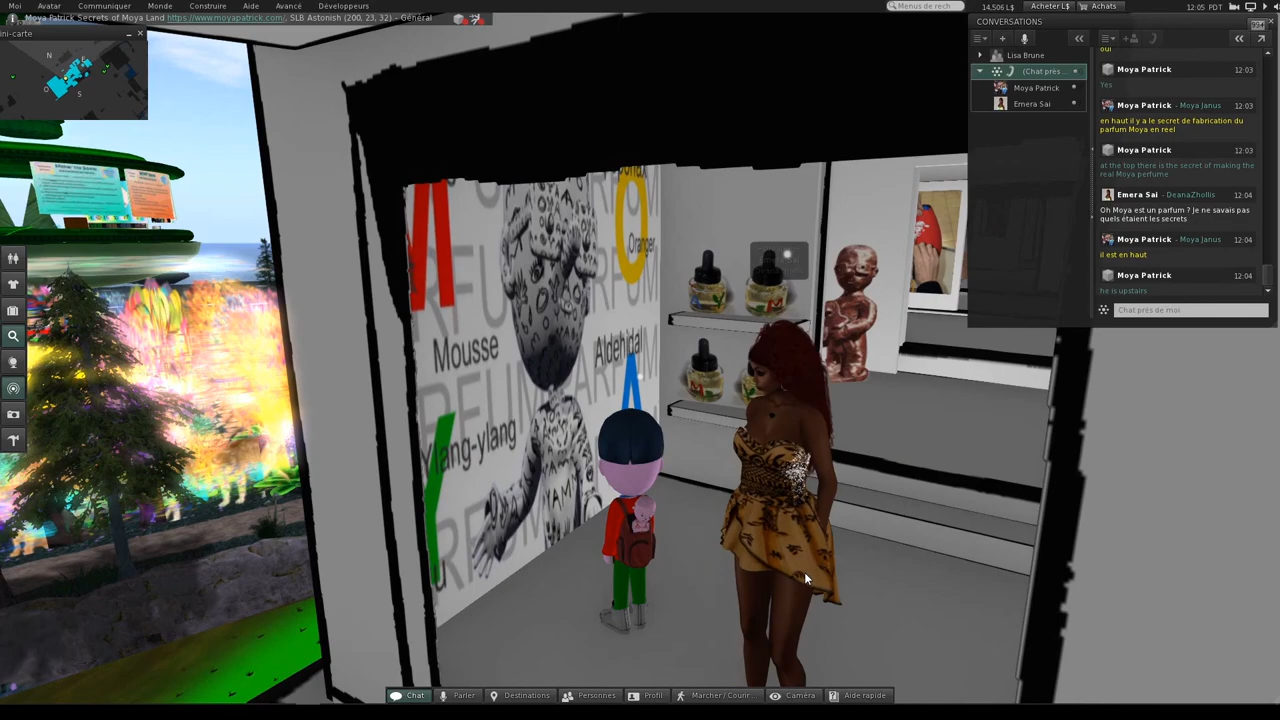 Moi Avatar Communiquer Monde Construire Aide Avancé Développeurs
Menus de rech
14,506 L$ Acheter L$ Achats 12:05 PDT
Moya Patrick Secrets of Moya Land https://www.moyapatrick.com/, SLB Astonish (200, 23, 32) - Général
ni-carte
N
E
O
S
CONVERSATIONS
99+
Lisa Brune
(Chat près ...
Moya Patrick
Emera Sai
oui
Moya Patrick 12:03
Yes
Moya Patrick - Moya Janus 12:03
en haut il y a le secret de fabrication du
parfum Moya en reel
Moya Patrick 12:03
at the top there is the secret of making the
real Moya perfume
Emera Sai - DeanaZhollis 12:04
Oh Moya est un parfum ? Je ne savais pas
quels étaient les secrets
Moya Patrick - Moya Janus 12:04
il est en haut
Moya Patrick 12:04
he is upstairs
Chat près de moi
M
O
Oranger
Mousse
Aldehidal
A
Ylang-ylang
Y
PARFUM
MOYA
Chat Parler Destinations Personnes Profil Marcher / Courir... Caméra Aide rapide